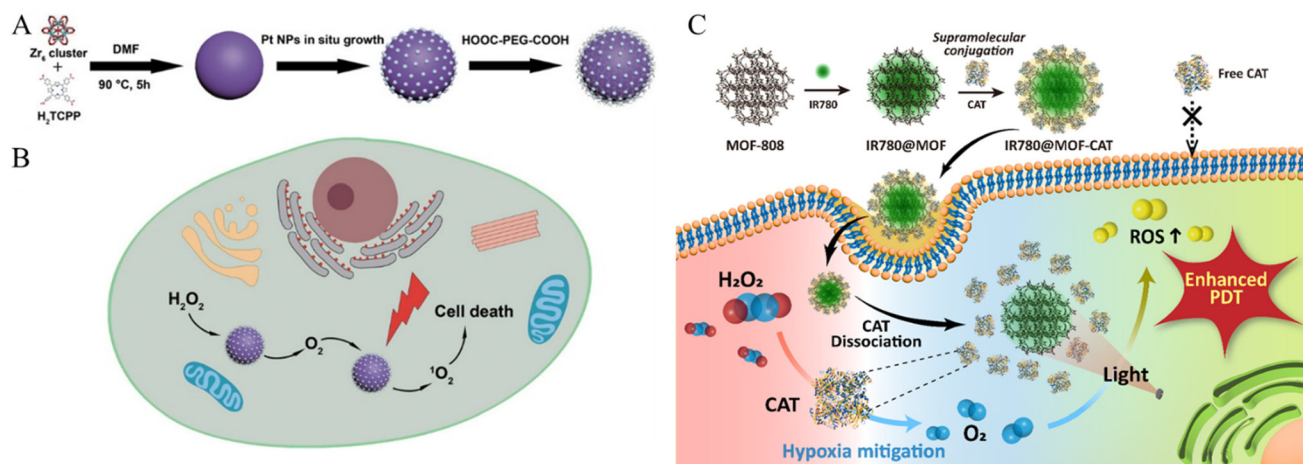 A
Zr₆ cluster
+
H₂TCPP
DMF
90 °C, 5h
Pt NPs in situ growth
HOOC-PEG-COOH
B
H₂O₂
O₂
¹O₂
Cell death
C
MOF-808
IR780
IR780@MOF
Supramolecular
conjugation
CAT
IR780@MOF-CAT
Free CAT
H₂O₂
CAT
Dissociation
CAT
Hypoxia mitigation
O₂
Light
ROS ↑
Enhanced
PDT